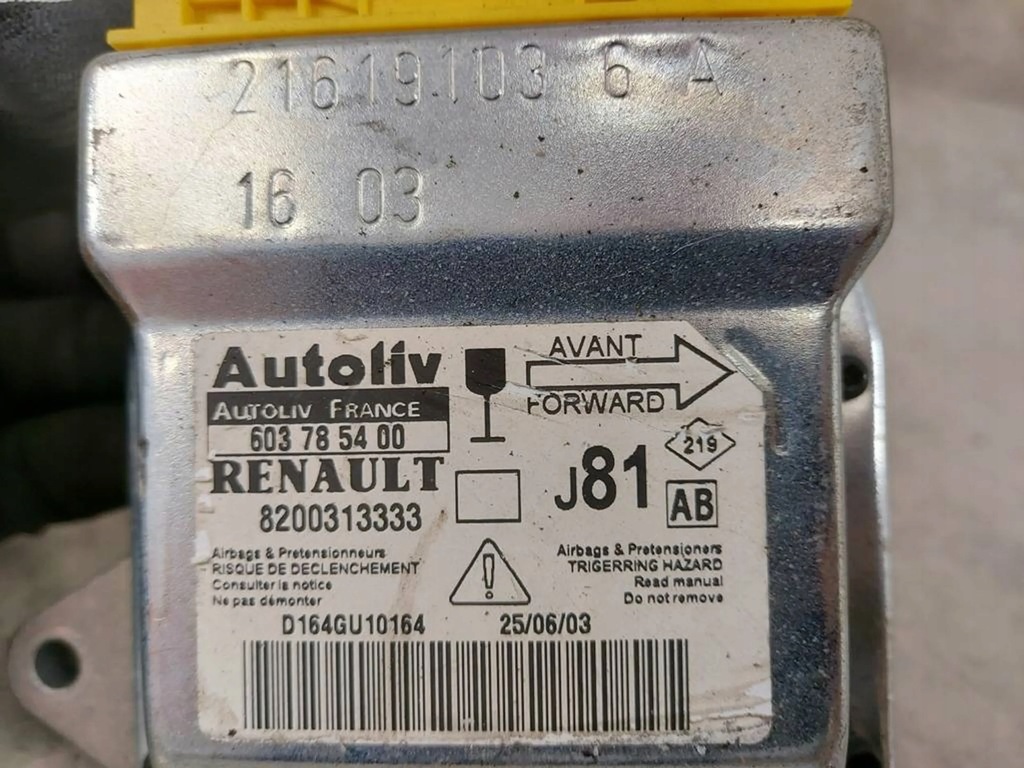 216191103 6 A
16 03
Autoliv
AUTOLIV FRANCE
603 78 54 00
AVANT
FORWARD
RENAULT
8200313333
J81
219
AB
Airbags & Pretensionneurs
RISQUE DE DECLENCHEMENT
Consulter la notice
Ne pas démonter
Airbags & Pretensioners
TRIGERRING HAZARD
Read manual
Do not remove
D164GU10164
25/06/03